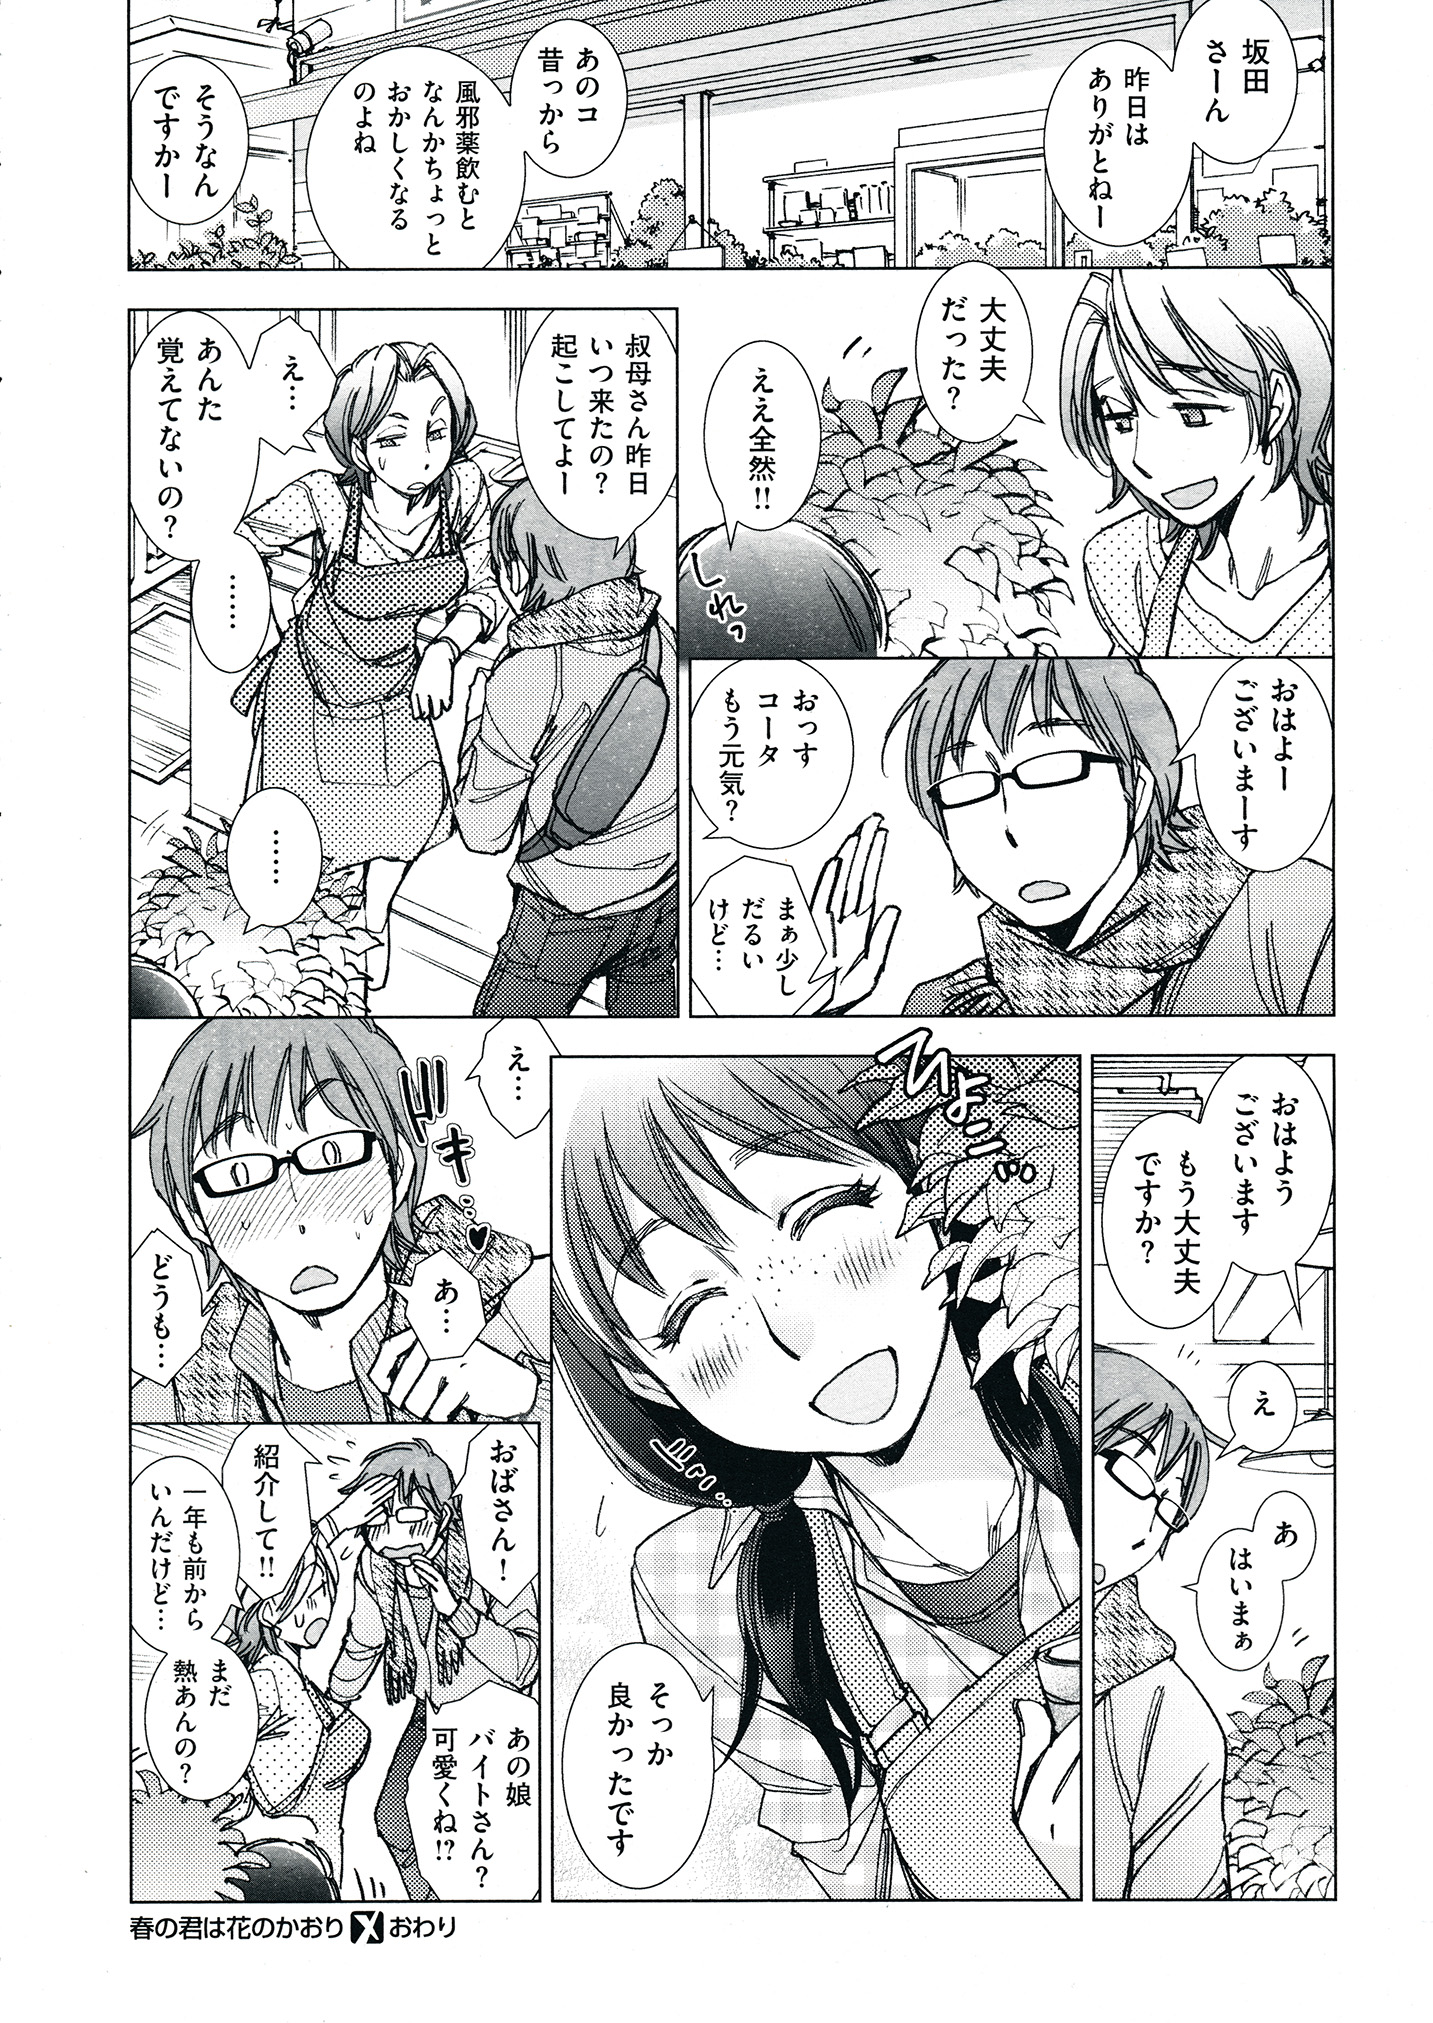 坂田
さーん
昨日は
ありがとねー
あのコ
昔っから
風邪薬飲むと
なんかちょっと
おかしくなる
のよね
そうなん
ですかー
大丈夫
だった?
ええ全然!!
しれっ
おはよー
ございまーす
おっす
コータ
もう元気?
まぁ少し
だるい
けど…
叔母さん昨日
いつ来たの?
起こしてよー
え…
あんた
覚えてないの?
……
……
おはよう
ございます
もう大丈夫
ですか?
え
あ
はいまぁ
ひょこ…
そっか
良かったです
え…
ドキ
あ…
どうも…
おばさん!
紹介して!!
一年も前から
いんだけど…
まだ
熱あんの?
あの娘
バイトさん?
可愛くね!?
春の君は花のかおり X おわり